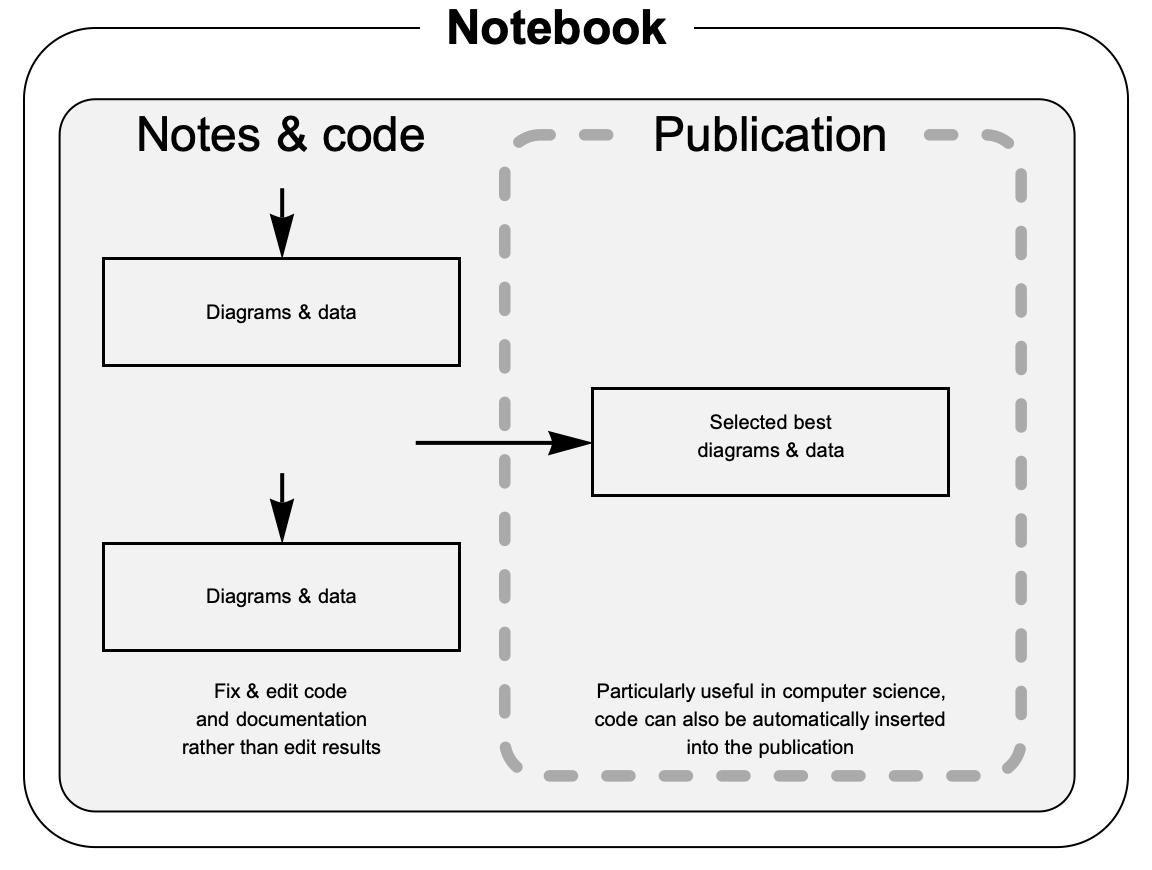 Notebook
Notes & code
Diagrams & data
Diagrams & data
Fix & edit code
and documentation
rather than edit results
Publication
Selected best
diagrams & data
Particularly useful in computer science,
code can also be automatically inserted
into the publication